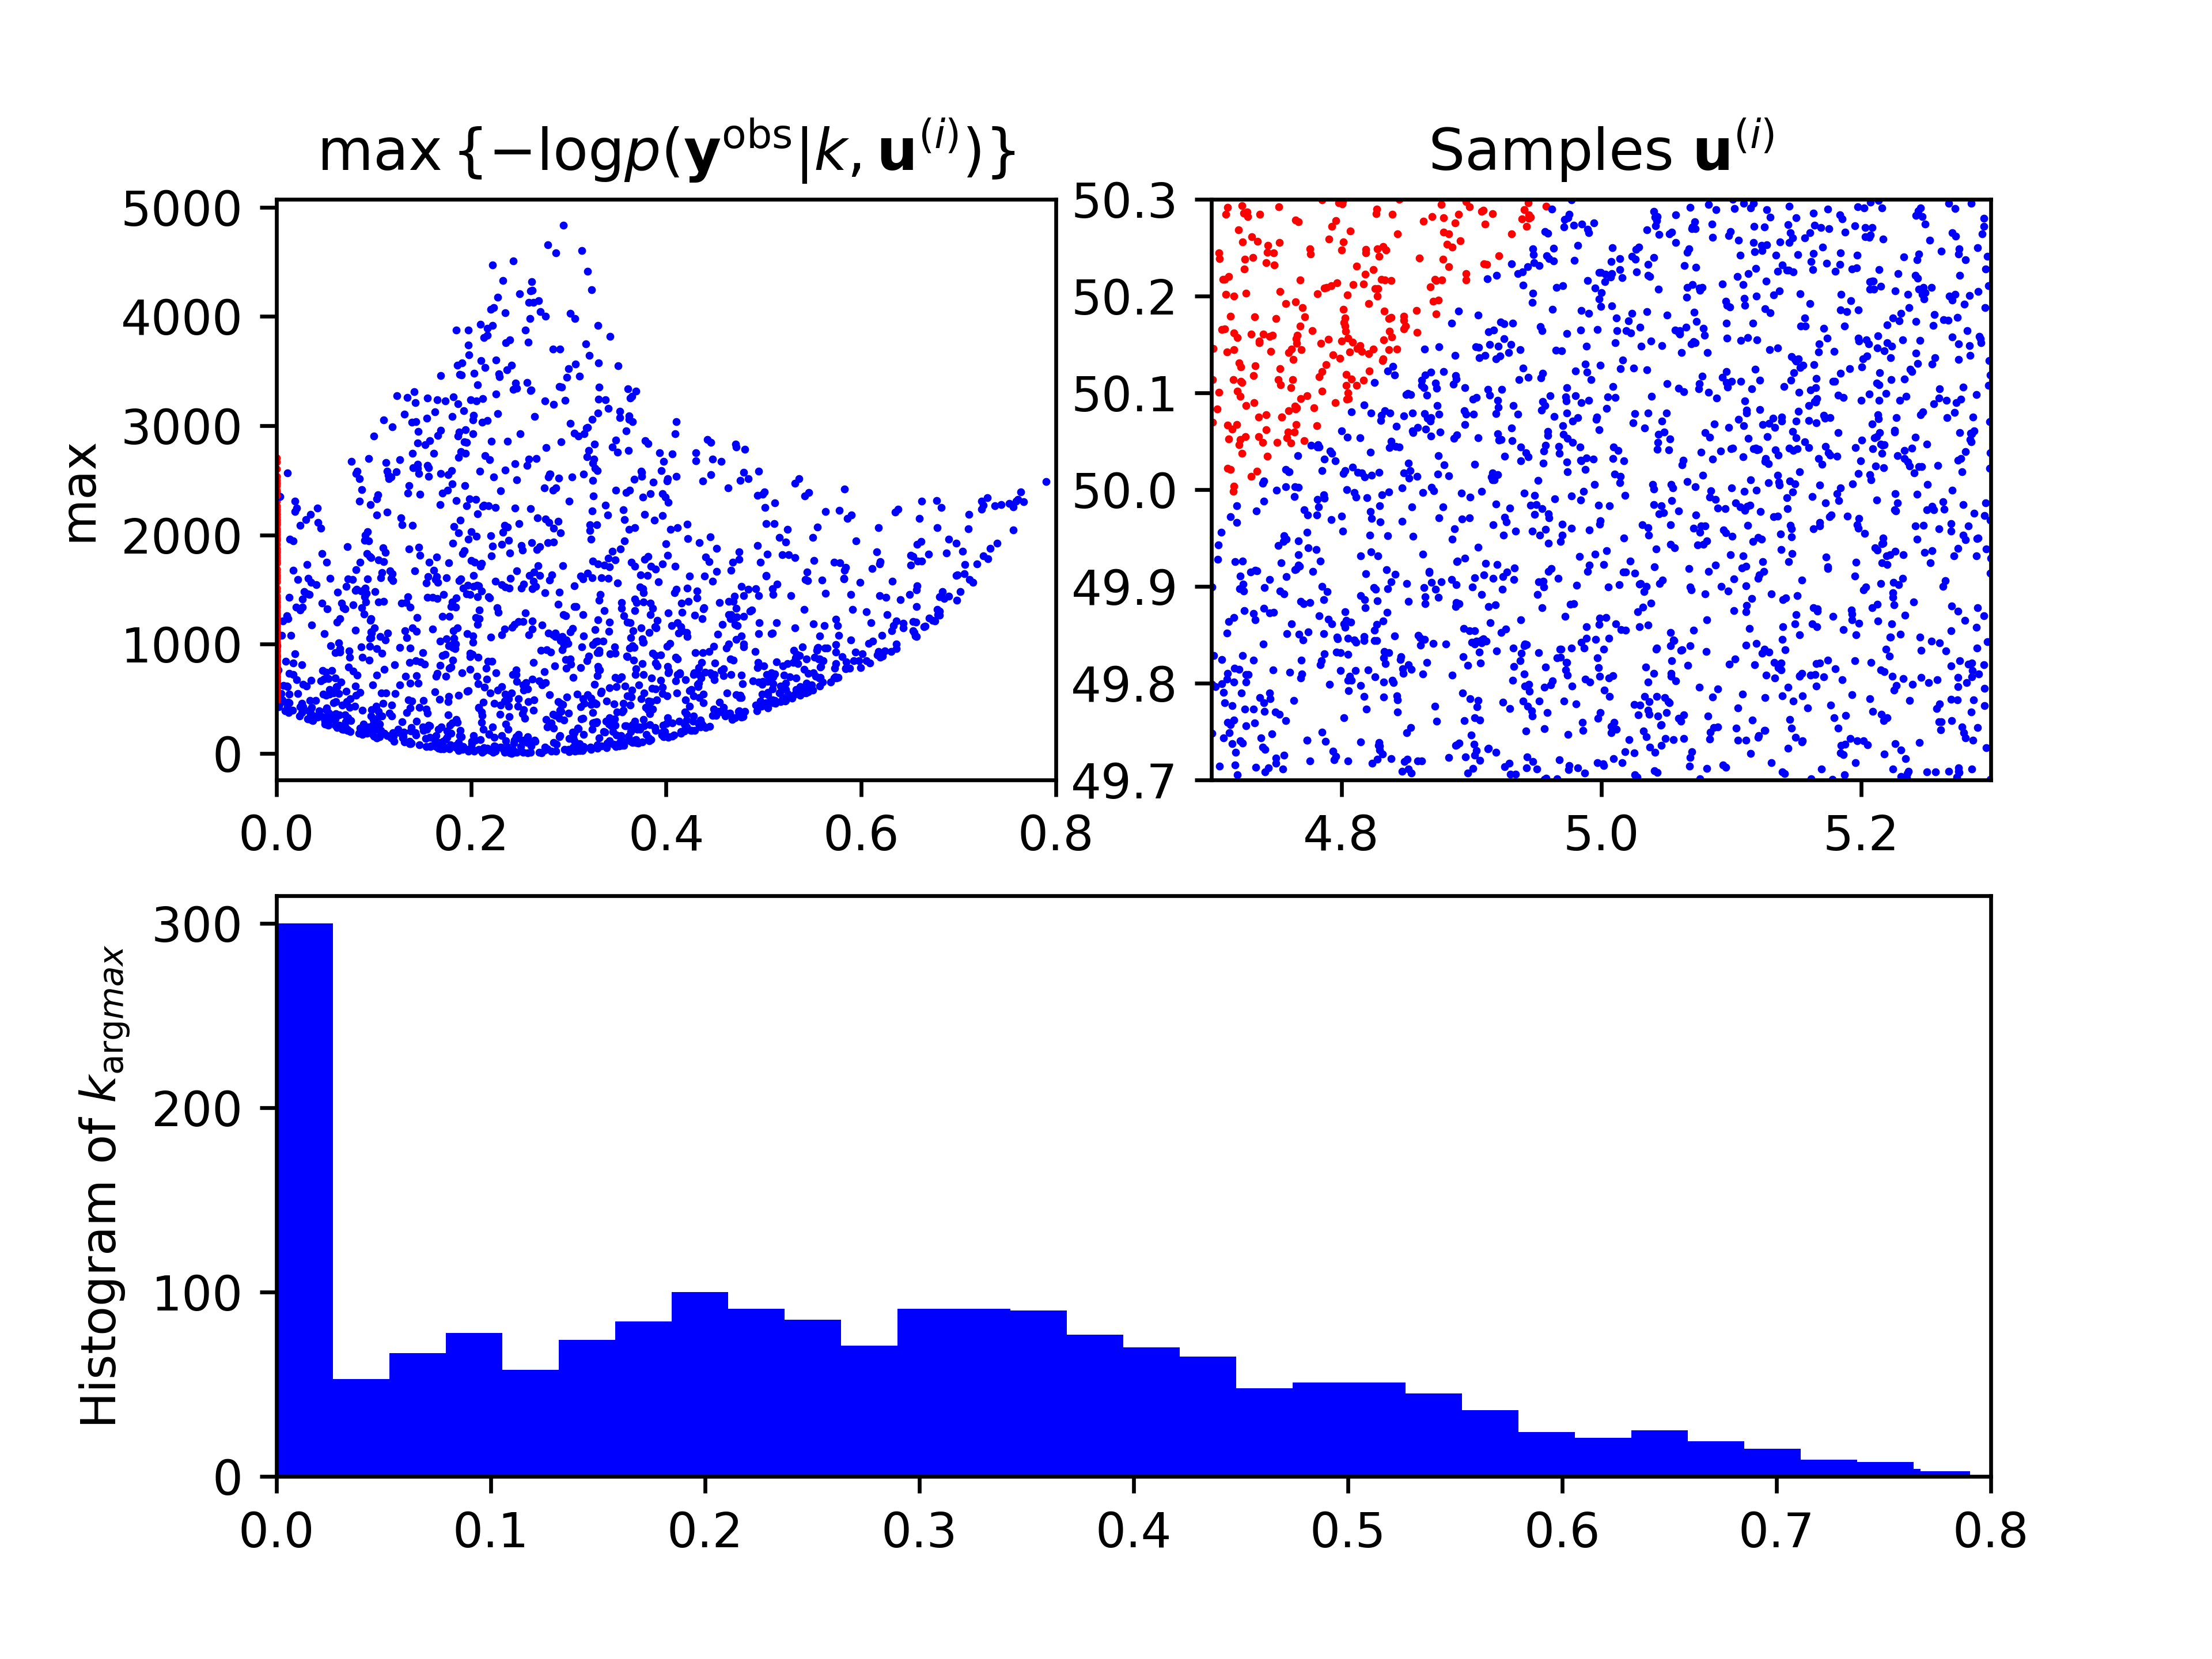 max {−log p(y^obs|k, u^(i))}
5000
4000
3000
2000
1000
0
max
0.0 0.2 0.4 0.6 0.8
Samples u^(i)
50.3
50.2
50.1
50.0
49.9
49.8
49.7
4.8 5.0 5.2
300
200
100
0
Histogram of k_argmax
0.0 0.1 0.2 0.3 0.4 0.5 0.6 0.7 0.8